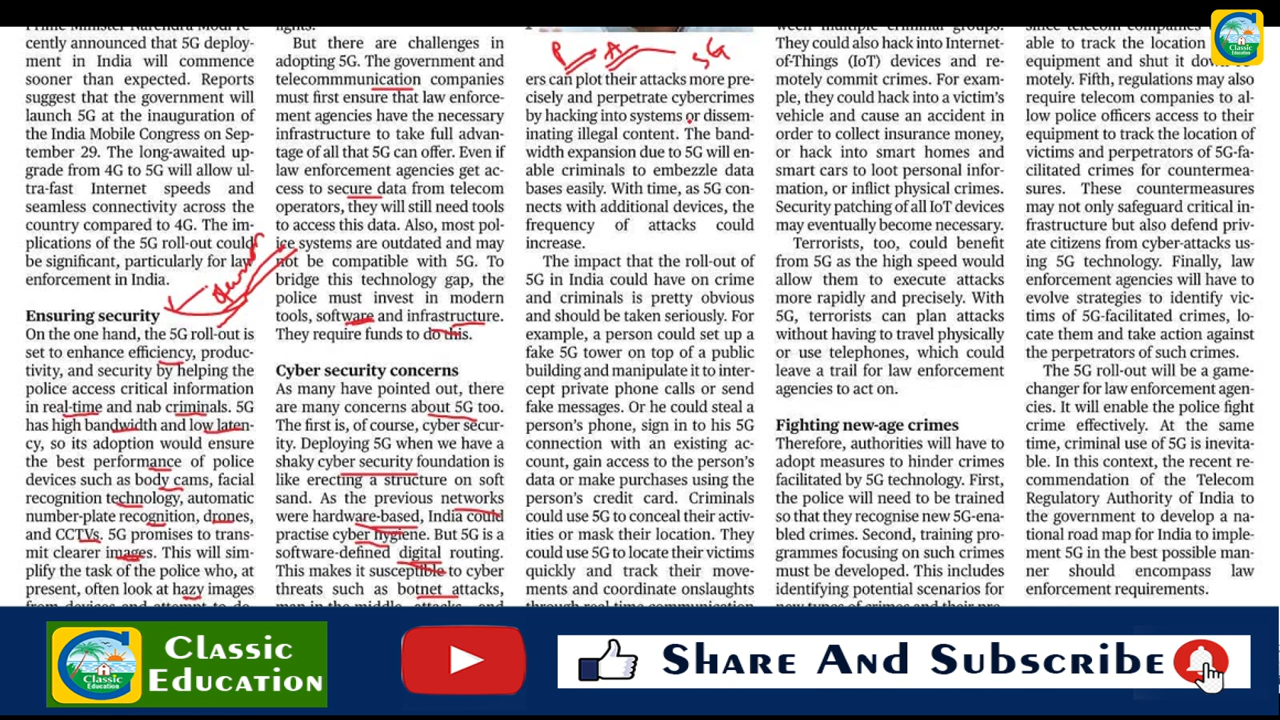 Prime Minister Narendra Modi re-
cently announced that 5G deploy-
ment in India will commence
sooner than expected. Reports
suggest that the government will
launch 5G at the inauguration of
the India Mobile Congress on Sep-
tember 29. The long-awaited up-
grade from 4G to 5G will allow ul-
tra-fast Internet speeds and
seamless connectivity across the
country compared to 4G. The im-
plications of the 5G roll-out could
be significant, particularly for law
enforcement in India.
Ensuring security
On the one hand, the 5G roll-out is
set to enhance efficiency, produc-
tivity, and security by helping the
police access critical information
in real-time and nab criminals. 5G
has high bandwidth and low laten-
cy, so its adoption would ensure
the best performance of police
devices such as body cams, facial
recognition technology, automatic
number-plate recognition, drones,
and CCTVs. 5G promises to trans-
mit clearer images. This will sim-
plify the task of the police who, at
present, often look at hazy images
But there are challenges in
adopting 5G. The government and
telecommunication companies
must first ensure that law enforce-
ment agencies have the necessary
infrastructure to take full advan-
tage of all that 5G can offer. Even if
law enforcement agencies get ac-
cess to secure data from telecom
operators, they will still need tools
to access this data. Also, most pol-
ice systems are outdated and may
not be compatible with 5G. To
bridge this technology gap, the
police must invest in modern
tools, software and infrastructure.
They require funds to do this.
Cyber security concerns
As many have pointed out, there
are many concerns about 5G too.
The first is, of course, cyber secur-
ity. Deploying 5G when we have a
shaky cyber security foundation is
like erecting a structure on soft
sand. As the previous networks
were hardware-based, India could
practise cyber hygiene. But 5G is a
software-defined digital routing.
This makes it susceptible to cyber
threats such as botnet attacks,
man-in-the-middle attacks, and
5G
ers can plot their attacks more pre-
cisely and perpetrate cybercrimes
by hacking into systems or dissem-
inating illegal content. The band-
width expansion due to 5G will en-
able criminals to embezzle data
bases easily. With time, as 5G con-
nects with additional devices, the
frequency of attacks could
increase.
The impact that the roll-out of
5G in India could have on crime
and criminals is pretty obvious
and should be taken seriously. For
example, a person could set up a
fake 5G tower on top of a public
building and manipulate it to inter-
cept private phone calls or send
fake messages. Or he could steal a
person's phone, sign in to his 5G
connection with an existing ac-
count, gain access to the person's
data or make purchases using the
person's credit card. Criminals
could use 5G to conceal their activ-
ities or mask their location. They
could use 5G to locate their victims
quickly and track their move-
ments and coordinate onslaughts
through real-time communication
ween multiple criminal groups.
They could also hack into Internet-
of-Things (IoT) devices and re-
motely commit crimes. For exam-
ple, they could hack into a victim's
vehicle and cause an accident in
order to collect insurance money,
or hack into smart homes and
smart cars to loot personal infor-
mation, or inflict physical crimes.
Security patching of all IoT devices
may eventually become necessary.
Terrorists, too, could benefit
from 5G as the high speed would
allow them to execute attacks
more rapidly and precisely. With
5G, terrorists can plan attacks
without having to travel physically
or use telephones, which could
leave a trail for law enforcement
agencies to act on.
Fighting new-age crimes
Therefore, authorities will have to
adopt measures to hinder crimes
facilitated by 5G technology. First,
the police will need to be trained
so that they recognise new 5G-ena-
bled crimes. Second, training pro-
grammes focusing on such crimes
must be developed. This includes
identifying potential scenarios for
new types of crimes and their pre-
since telecom companies
able to track the location
equipment and shut it down re-
motely. Fifth, regulations may also
require telecom companies to al-
low police officers access to their
equipment to track the location of
victims and perpetrators of 5G-fa-
cilitated crimes for countermea-
sures. These countermeasures
may not only safeguard critical in-
frastructure but also defend priv-
ate citizens from cyber-attacks us-
ing 5G technology. Finally, law
enforcement agencies will have to
evolve strategies to identify vic-
tims of 5G-facilitated crimes, lo-
cate them and take action against
the perpetrators of such crimes.
The 5G roll-out will be a game-
changer for law enforcement agen-
cies. It will enable the police fight
crime effectively. At the same
time, criminal use of 5G is inevita-
ble. In this context, the recent re-
commendation of the Telecom
Regulatory Authority of India to
the government to develop a na-
tional road map for India to imple-
ment 5G in the best possible man-
ner should encompass law
enforcement requirements.
Classic
Education
Classic
Education
Classic
Education
Share And Subscribe